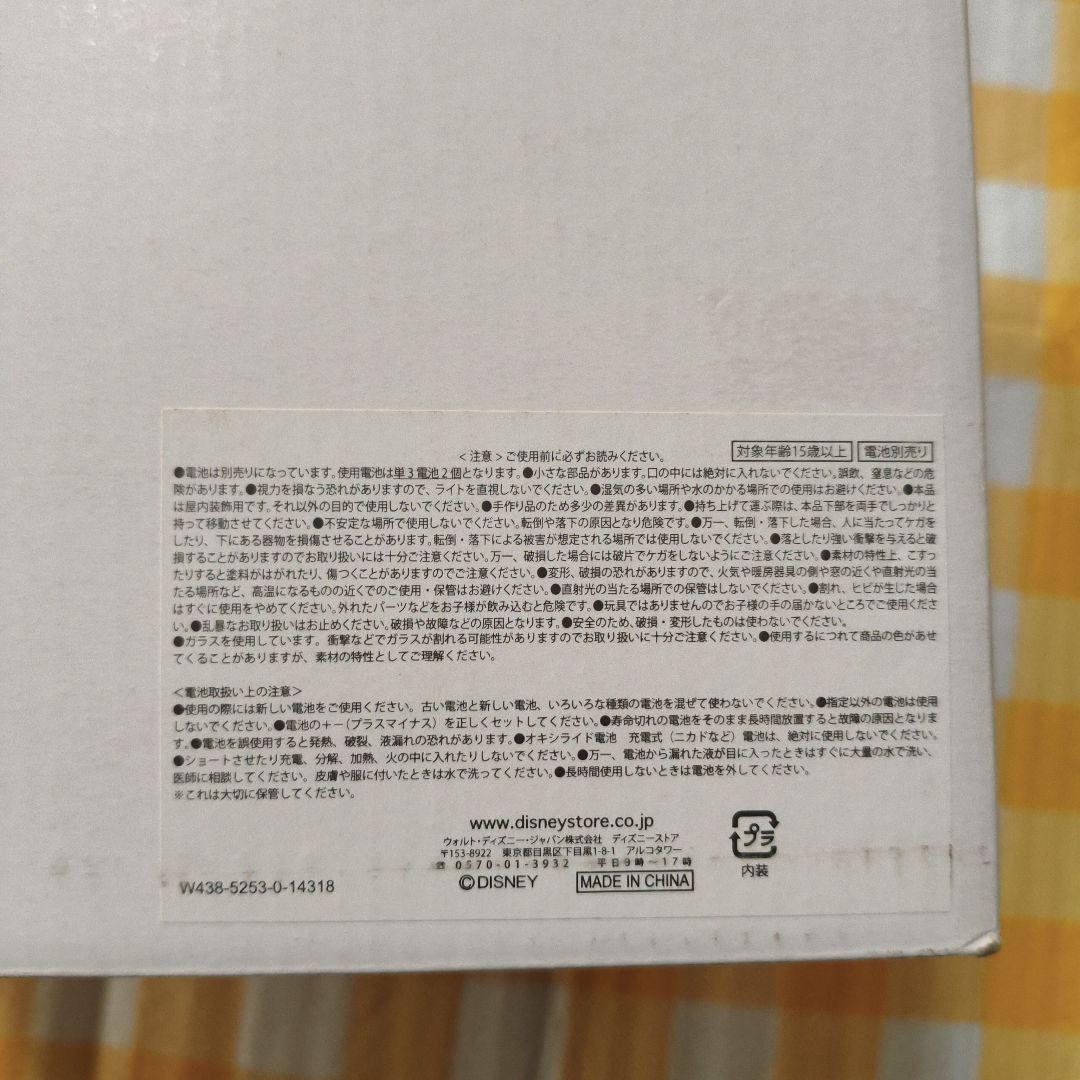 ＜注意＞ご使用前に必ずお読みください。 対象年齢15歳以上 電池別売り
●電池は別売りになっています。使用電池は単3電池2個となります。●小さな部品があります。口の中には絶対に入れないでください。誤飲、窒息などの危
険があります。●視力を損なう恐れがありますので、ライトを直視しないでください。●湿気の多い場所や水のかかる場所での使用はお避けください。●本品
は屋内装飾用です。それ以外の目的で使用しないでください。●手作り品のため多少の差異があります。●持ち上げて運ぶ際は、本品下部を両手でしっかりと
持って移動させてください。●不安定な場所で使用しないでください。転倒や落下の原因となり危険です。●万一、転倒・落下した場合、人に当たってケガを
したり、下にある器物を損傷させることがあります。転倒・落下による被害が想定される場所では使用しないでください。●落としたり強い衝撃を与えると破
損することがありますのでお取り扱いには十分ご注意ください。万一、破損した場合には破片でケガをしないようにご注意ください。●素材の特性上、こすっ
たりすると塗料がはがれたり、傷つくことがありますのでご注意ください。●変形、破損の恐れがありますので、火気や暖房器具の側や窓の近くや直射光の当
たる場所など、高温になるものの近くでのご使用・保管はお避けください。●直射光の当たる場所での保管はしないでください。●割れ、ヒビが生じた場合
はすぐに使用をやめてください。外れたパーツなどをお子様が飲み込むと危険です。●玩具ではありませんのでお子様の手の届かないところでご使用くださ
い。●乱暴なお取り扱いはお止めください。破損や故障などの原因となります。●安全のため、破損・変形したものは使わないでください。
●ガラスを使用しています。衝撃などでガラスが割れる可能性がありますのでお取り扱いに十分ご注意ください。●使用するにつれて商品の色があせ
てくることがありますが、素材の特性としてご理解ください。
＜電池取扱い上の注意＞
●使用の際には新しい電池をご使用ください。古い電池と新しい電池、いろいろな種類の電池を混ぜて使わないでください。●指定以外の電池は使用
しないでください。●電池の＋－（プラスマイナス）を正しくセットしてください。●寿命切れの電池をそのまま長時間放置すると故障の原因となりま
す。●電池を誤使用すると発熱、破裂、液漏れの恐れがあります。●オキシライド電池 充電式（ニカドなど）電池は、絶対に使用しないでください。
●ショートさせたり充電、分解、加熱、火の中に入れたりしないでください。●万一、電池から漏れた液が目に入ったときはすぐに大量の水で洗い、
医師に相談してください。皮膚や服に付いたときは水で洗ってください。●長時間使用しないときは電池を外してください。
※これは大切に保管してください。
www.disneystore.co.jp
ウォルト・ディズニー・ジャパン株式会社 ディズニーストア
〒153-8922 東京都目黒区下目黒1-8-1 アルコタワー
☎0570-01-3932 平日9時～17時
©DISNEY MADE IN CHINA
プラ
内装
W438-5253-0-14318